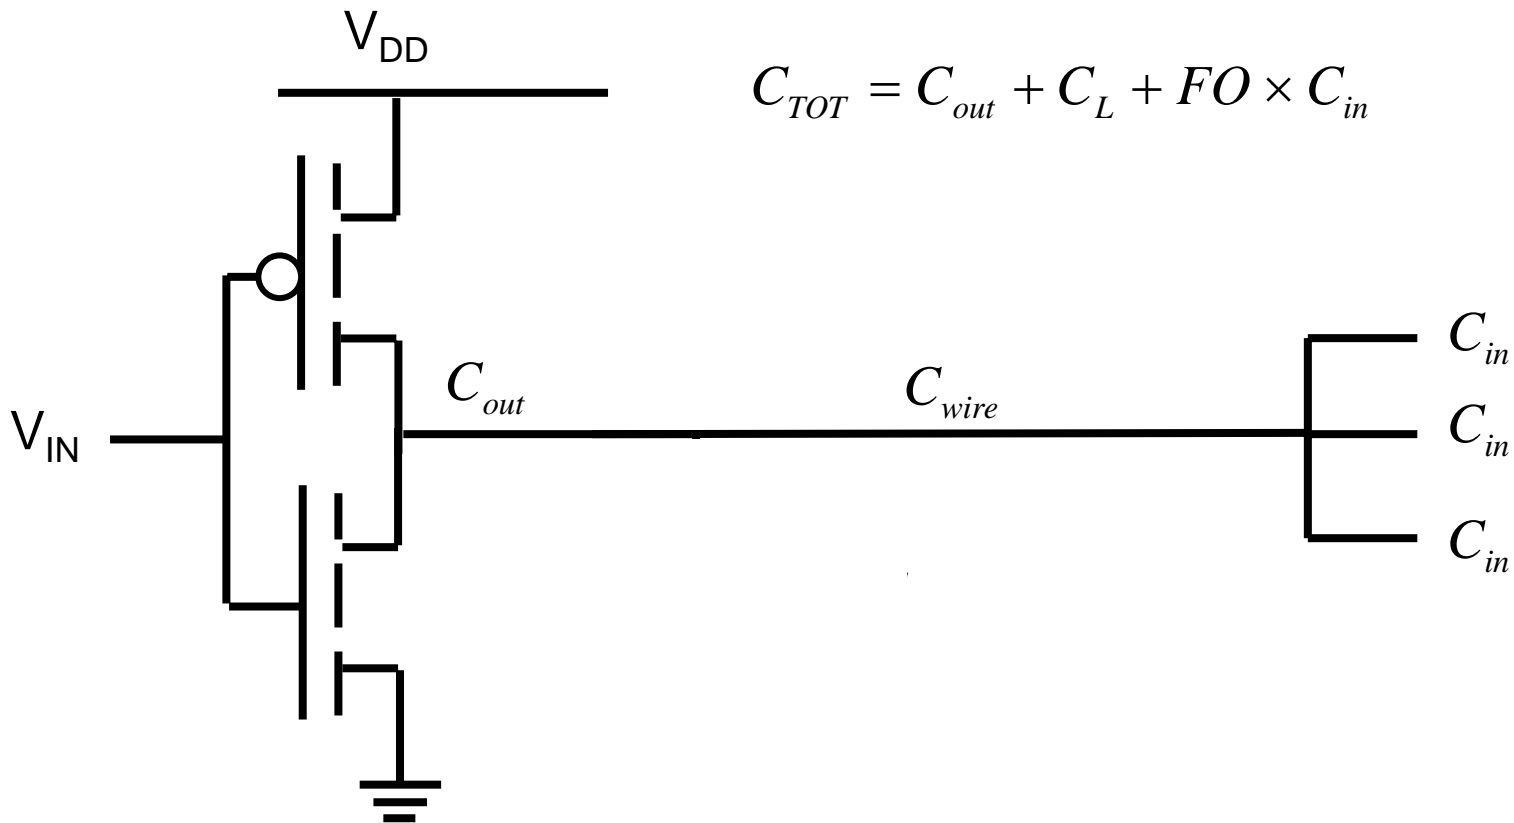 V_DD
C_TOT = C_out + C_L + FO × C_in
C_in
C_out
C_wire
V_IN
C_in
C_in